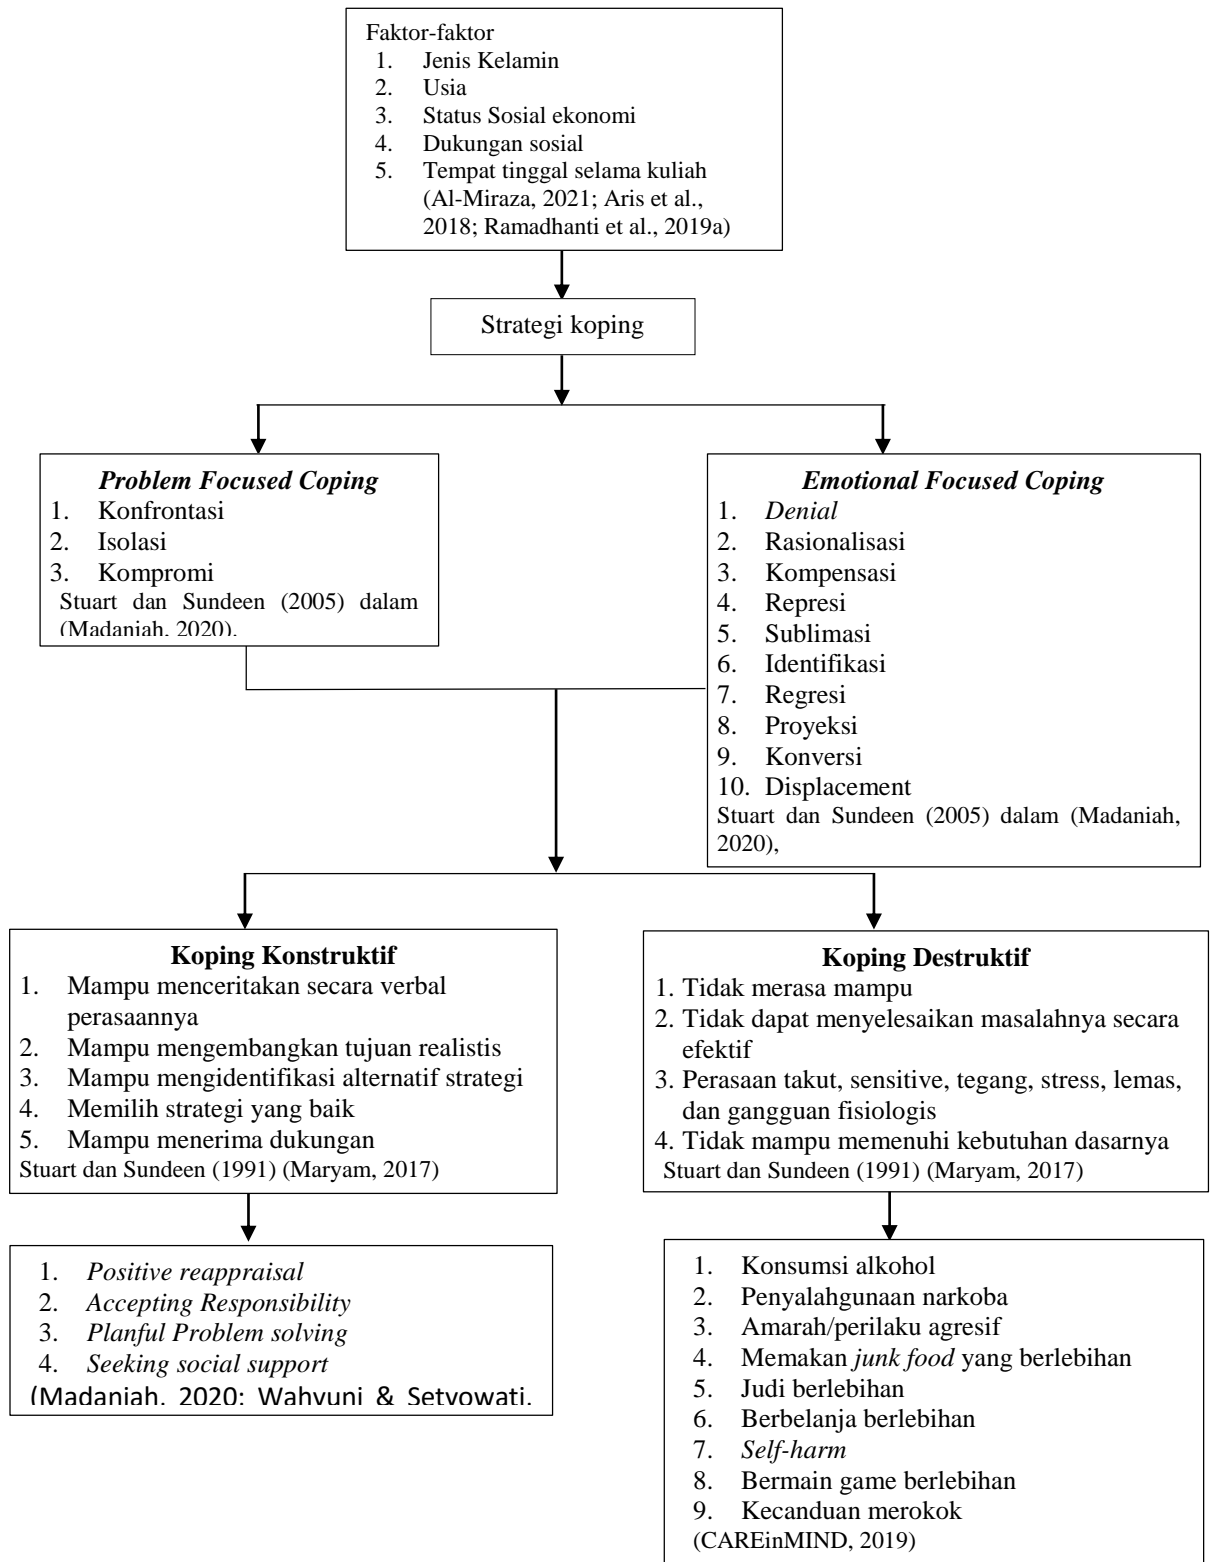 Faktor-faktor
1. Jenis Kelamin
2. Usia
3. Status Sosial ekonomi
4. Dukungan sosial
5. Tempat tinggal selama kuliah
(Al-Miraza, 2021; Aris et al.,
2018; Ramadhanti et al., 2019a)
Strategi koping
Problem Focused Coping
1. Konfrontasi
2. Isolasi
3. Kompromi
Stuart dan Sundeen (2005) dalam
(Madaniah, 2020).
Emotional Focused Coping
1. Denial
2. Rasionalisasi
3. Kompensasi
4. Represi
5. Sublimasi
6. Identifikasi
7. Regresi
8. Proyeksi
9. Konversi
10. Displacement
Stuart dan Sundeen (2005) dalam (Madaniah,
2020),
Koping Konstruktif
1. Mampu menceritakan secara verbal
perasaannya
2. Mampu mengembangkan tujuan realistis
3. Mampu mengidentifikasi alternatif strategi
4. Memilih strategi yang baik
5. Mampu menerima dukungan
Stuart dan Sundeen (1991) (Maryam, 2017)
Koping Destruktif
1. Tidak merasa mampu
2. Tidak dapat menyelesaikan masalahnya secara
efektif
3. Perasaan takut, sensitive, tegang, stress, lemas,
dan gangguan fisiologis
4. Tidak mampu memenuhi kebutuhan dasarnya
Stuart dan Sundeen (1991) (Maryam, 2017)
1. Positive reappraisal
2. Accepting Responsibility
3. Planful Problem solving
4. Seeking social support
(Madaniah, 2020; Wahyuni & Setyowati,
1. Konsumsi alkohol
2. Penyalahgunaan narkoba
3. Amarah/perilaku agresif
4. Memakan junk food yang berlebihan
5. Judi berlebihan
6. Berbelanja berlebihan
7. Self-harm
8. Bermain game berlebihan
9. Kecanduan merokok
(CAREinMIND, 2019)